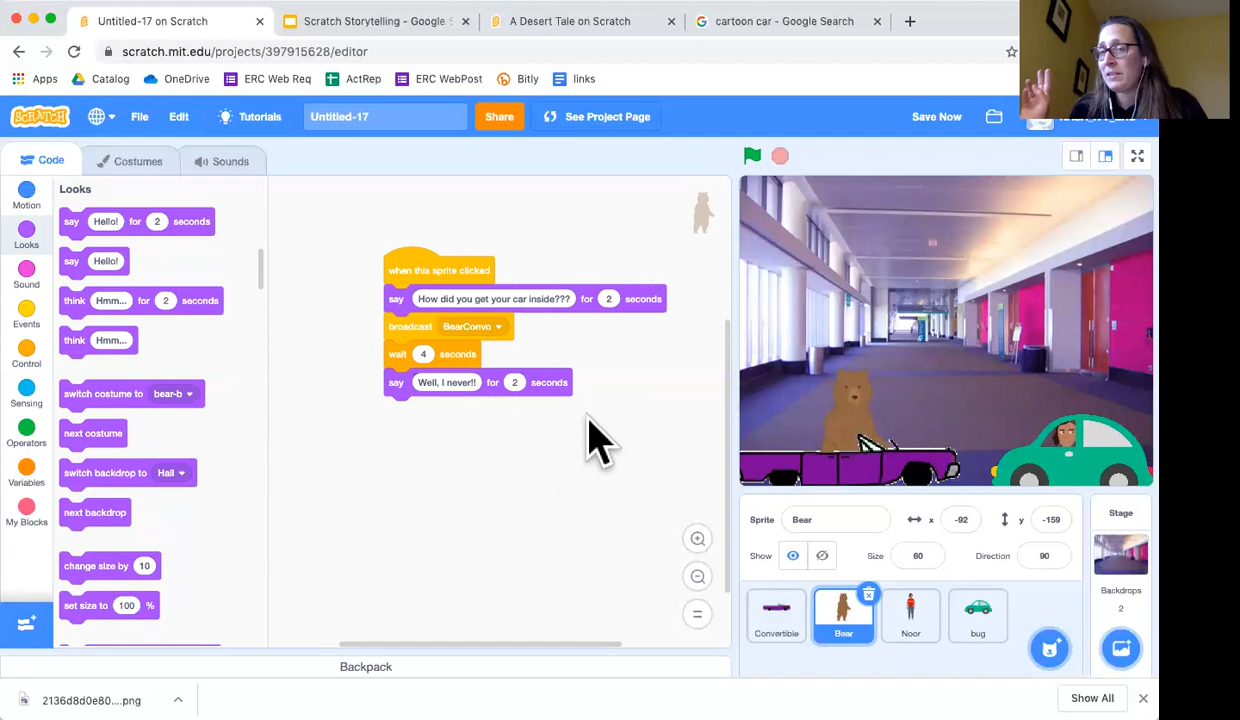 Untitled-17 on Scratch
Scratch Storytelling - Google S
A Desert Tale on Scratch
cartoon car - Google Search
scratch.mit.edu/projects/397915628/editor
Apps Catalog OneDrive ERC Web Req ActRep ERC WebPost Bitly links
SCRATCH File Edit Tutorials Untitled-17 Share See Project Page Save Now
Code Costumes Sounds
Motion
Looks
Sound
Events
Control
Sensing
Operators
Variables
My Blocks
Looks
say Hello! for 2 seconds
say Hello!
think Hmm... for 2 seconds
think Hmm...
switch costume to bear-b
next costume
switch backdrop to Hall
next backdrop
change size by 10
set size to 100 %
when this sprite clicked
say How did you get your car inside??? for 2 seconds
broadcast BearConvo
wait 4 seconds
say Well, I never!! for 2 seconds
Sprite Bear x -92 y -159
Show Size 60 Direction 90
Convertible
Bear
Noor
bug
Stage
Backdrops
2
Backpack
2136d8d0e80....png
Show All